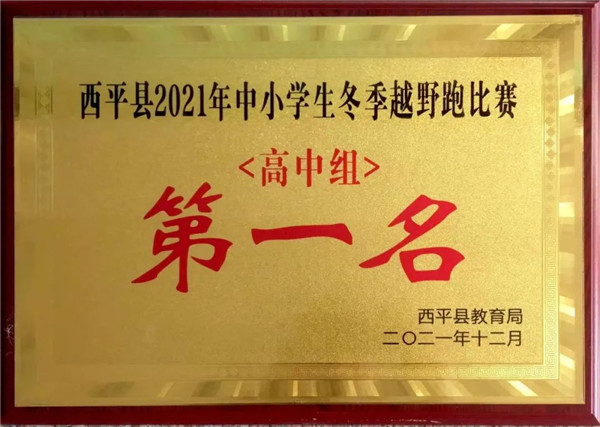 西平县2021年中小学生冬季越野跑比赛
<高中组>
第一名
西平县教育局
二〇二一年十二月